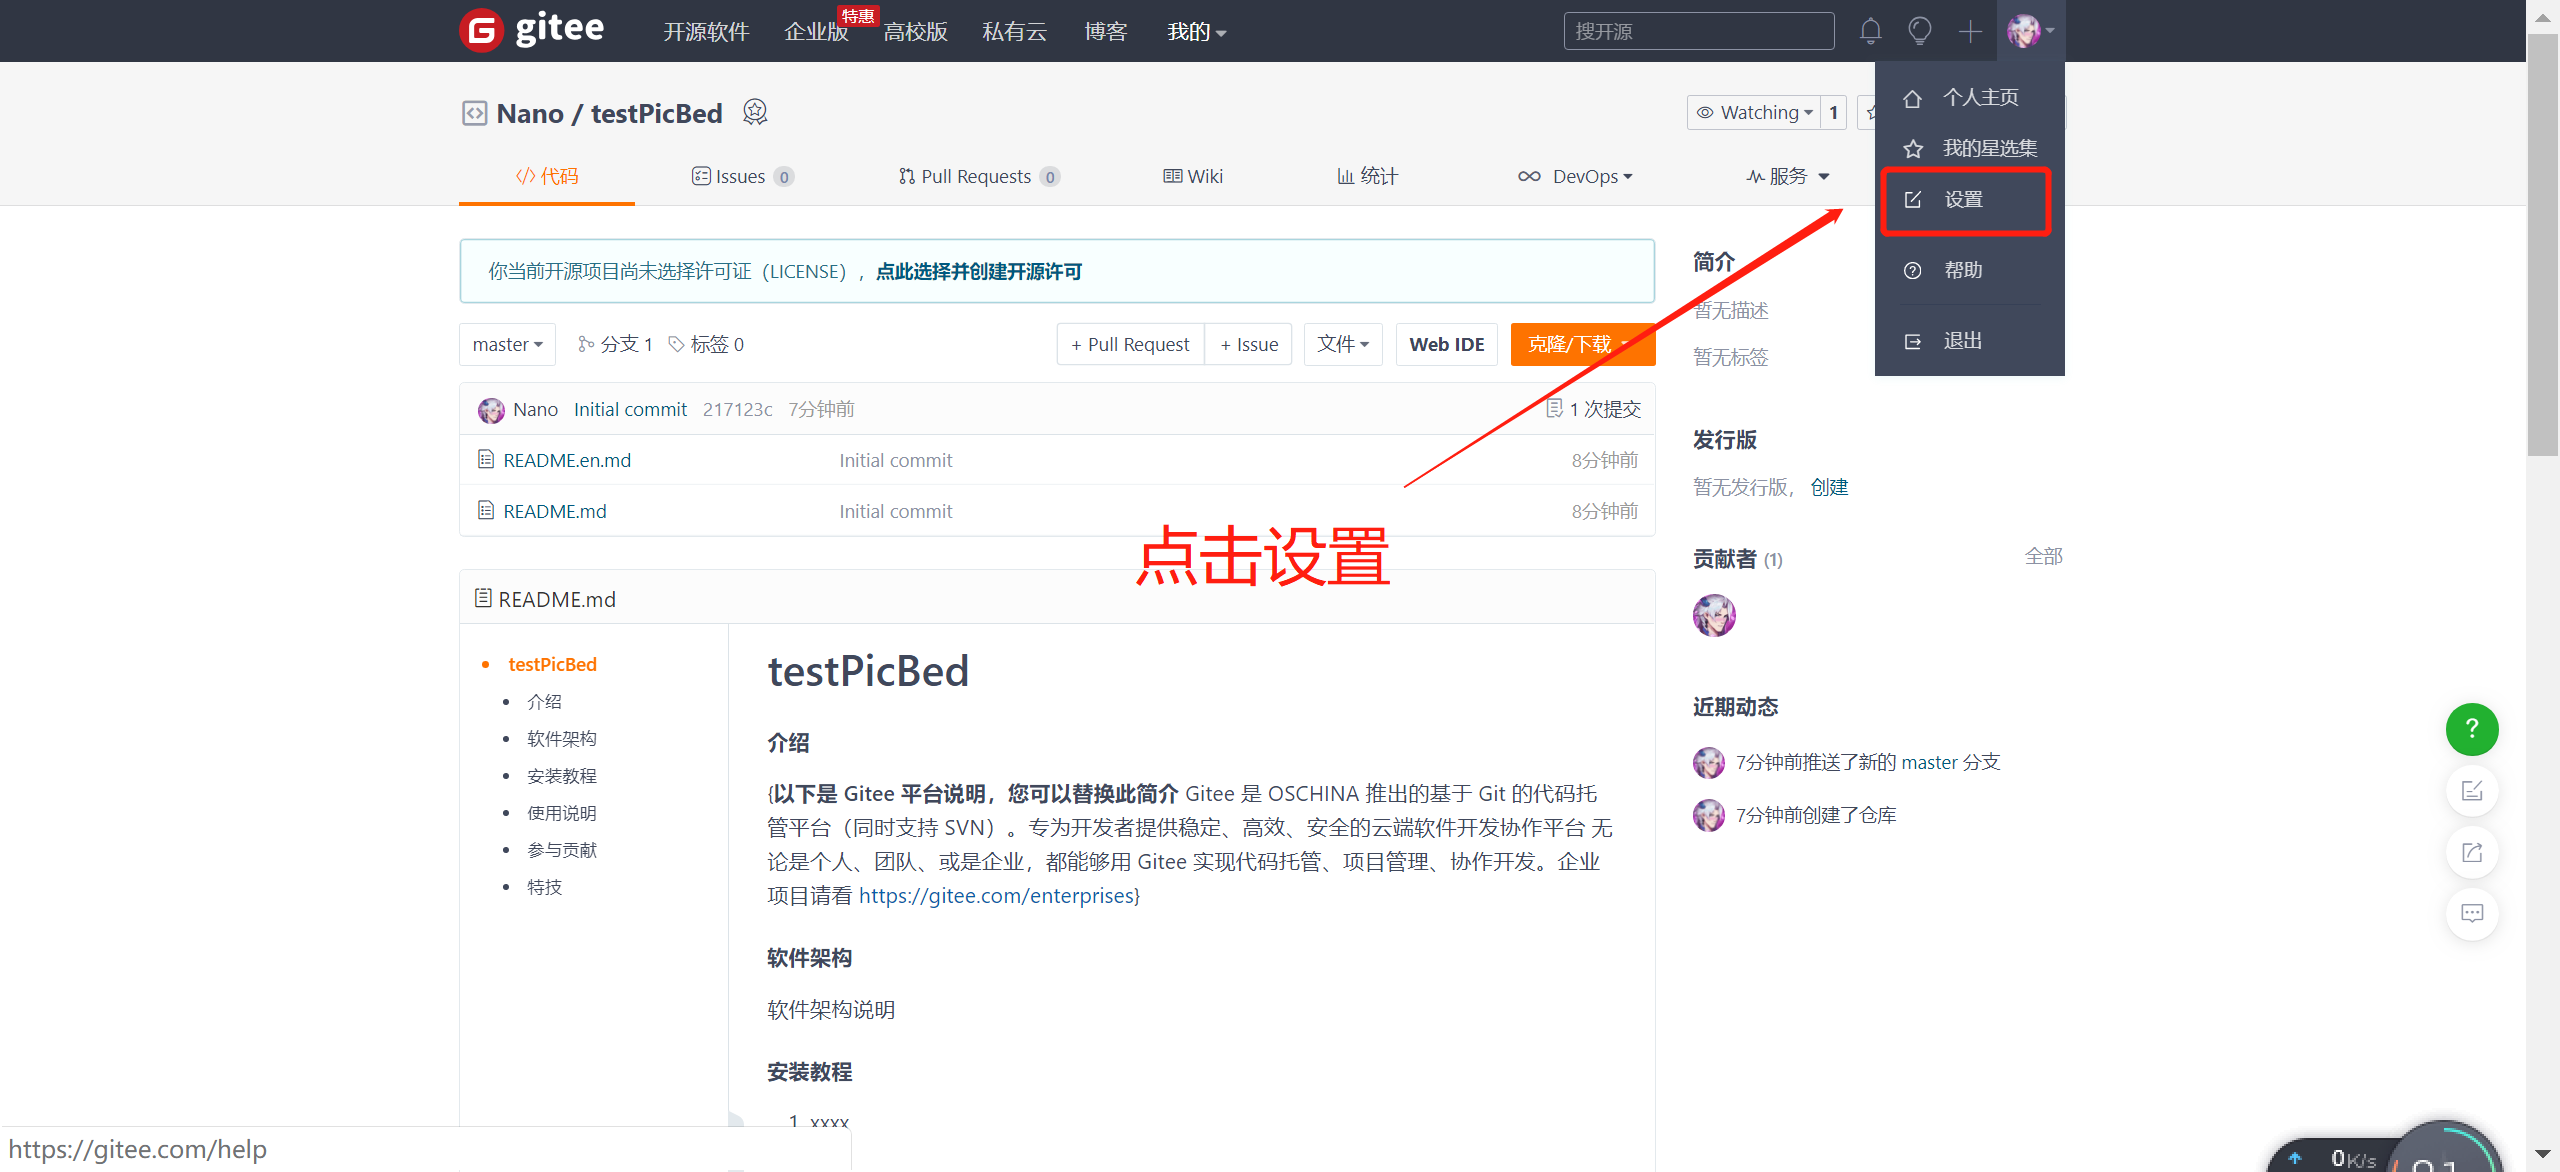 gitee
开源软件 企业版 特惠 高校版 私有云 博客 我的
搜开源
Nano / testPicBed
Watching 1
代码 Issues 0 Pull Requests 0 Wiki 统计 DevOps 服务
个人主页
我的星选集
设置
帮助
退出
你当前开源项目尚未选择许可证（LICENSE），点此选择并创建开源许可
master 分支 1 标签 0
+ Pull Request + Issue 文件 Web IDE 克隆/下载
Nano Initial commit 217123c 7分钟前 1 次提交
README.en.md Initial commit 8分钟前
README.md Initial commit 8分钟前
点击设置
README.md
testPicBed
介绍
软件架构
安装教程
使用说明
参与贡献
特技
testPicBed
介绍
{以下是 Gitee 平台说明，您可以替换此简介 Gitee 是 OSCHINA 推出的基于 Git 的代码托
管平台（同时支持 SVN）。专为开发者提供稳定、高效、安全的云端软件开发协作平台 无
论是个人、团队、或是企业，都能够用 Gitee 实现代码托管、项目管理、协作开发。企业
项目请看 https://gitee.com/enterprises}
软件架构
软件架构说明
安装教程
1. xxxx
简介
暂无描述
暂无标签
发行版
暂无发行版， 创建
贡献者 (1) 全部
近期动态
7分钟前推送了新的 master 分支
7分钟前创建了仓库
?
https://gitee.com/help
0K/s